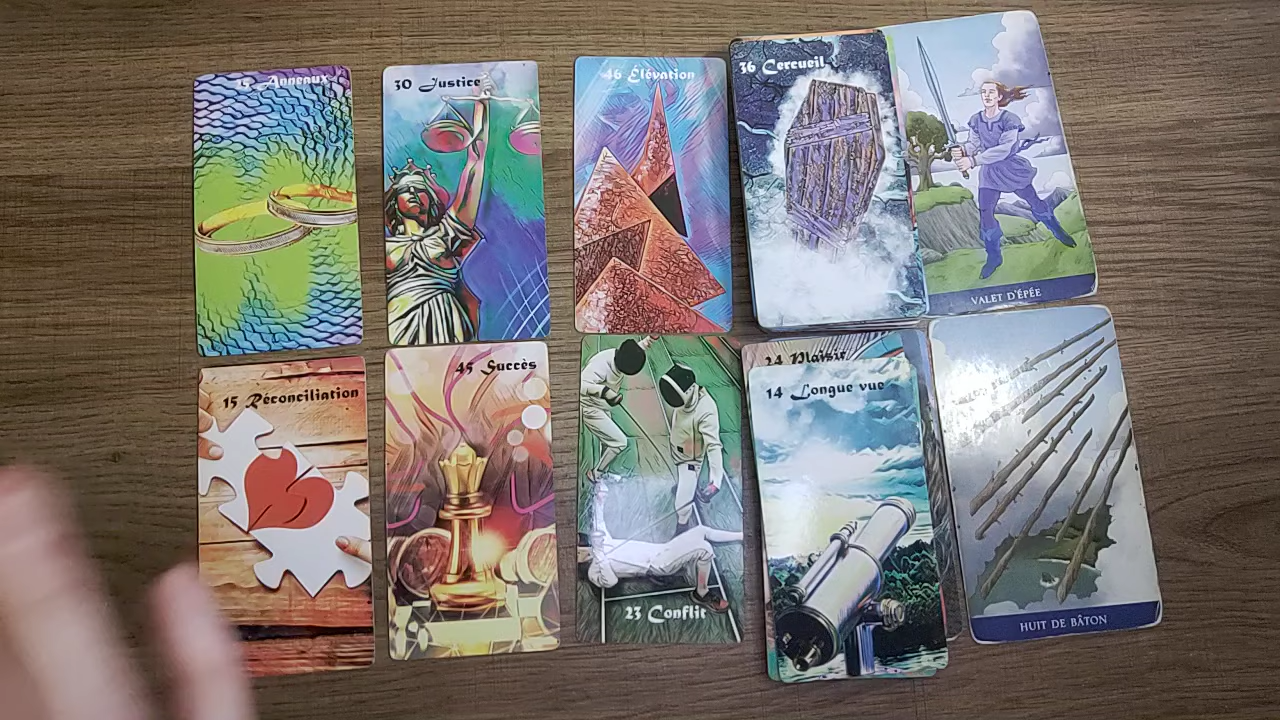 Anneaux
30 Justice
46 Élévation
36 Cercueil
VALET D'ÉPÉE
15 Réconciliation
45 Succès
23 Conflit
24 Plaisir
14 Longue vue
HUIT DE BÂTON